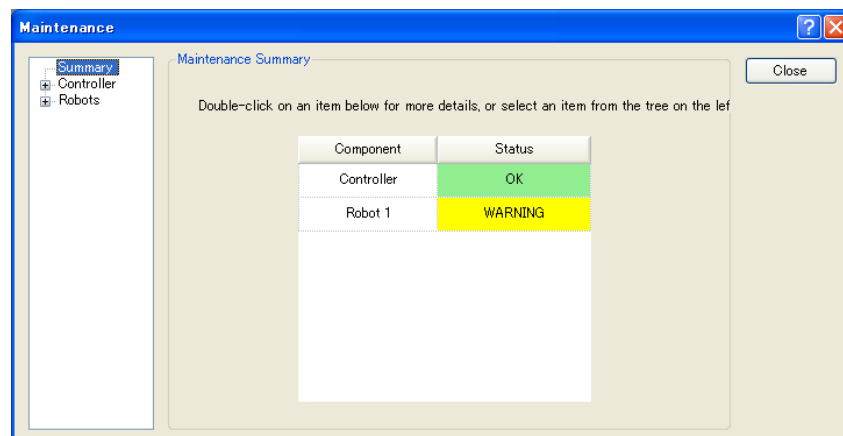 Maintenance
Summary
Controller
Robots
Maintenance Summary
Close
Double-click on an item below for more details, or select an item from the tree on the lef
Component Status
Controller OK
Robot 1 WARNING